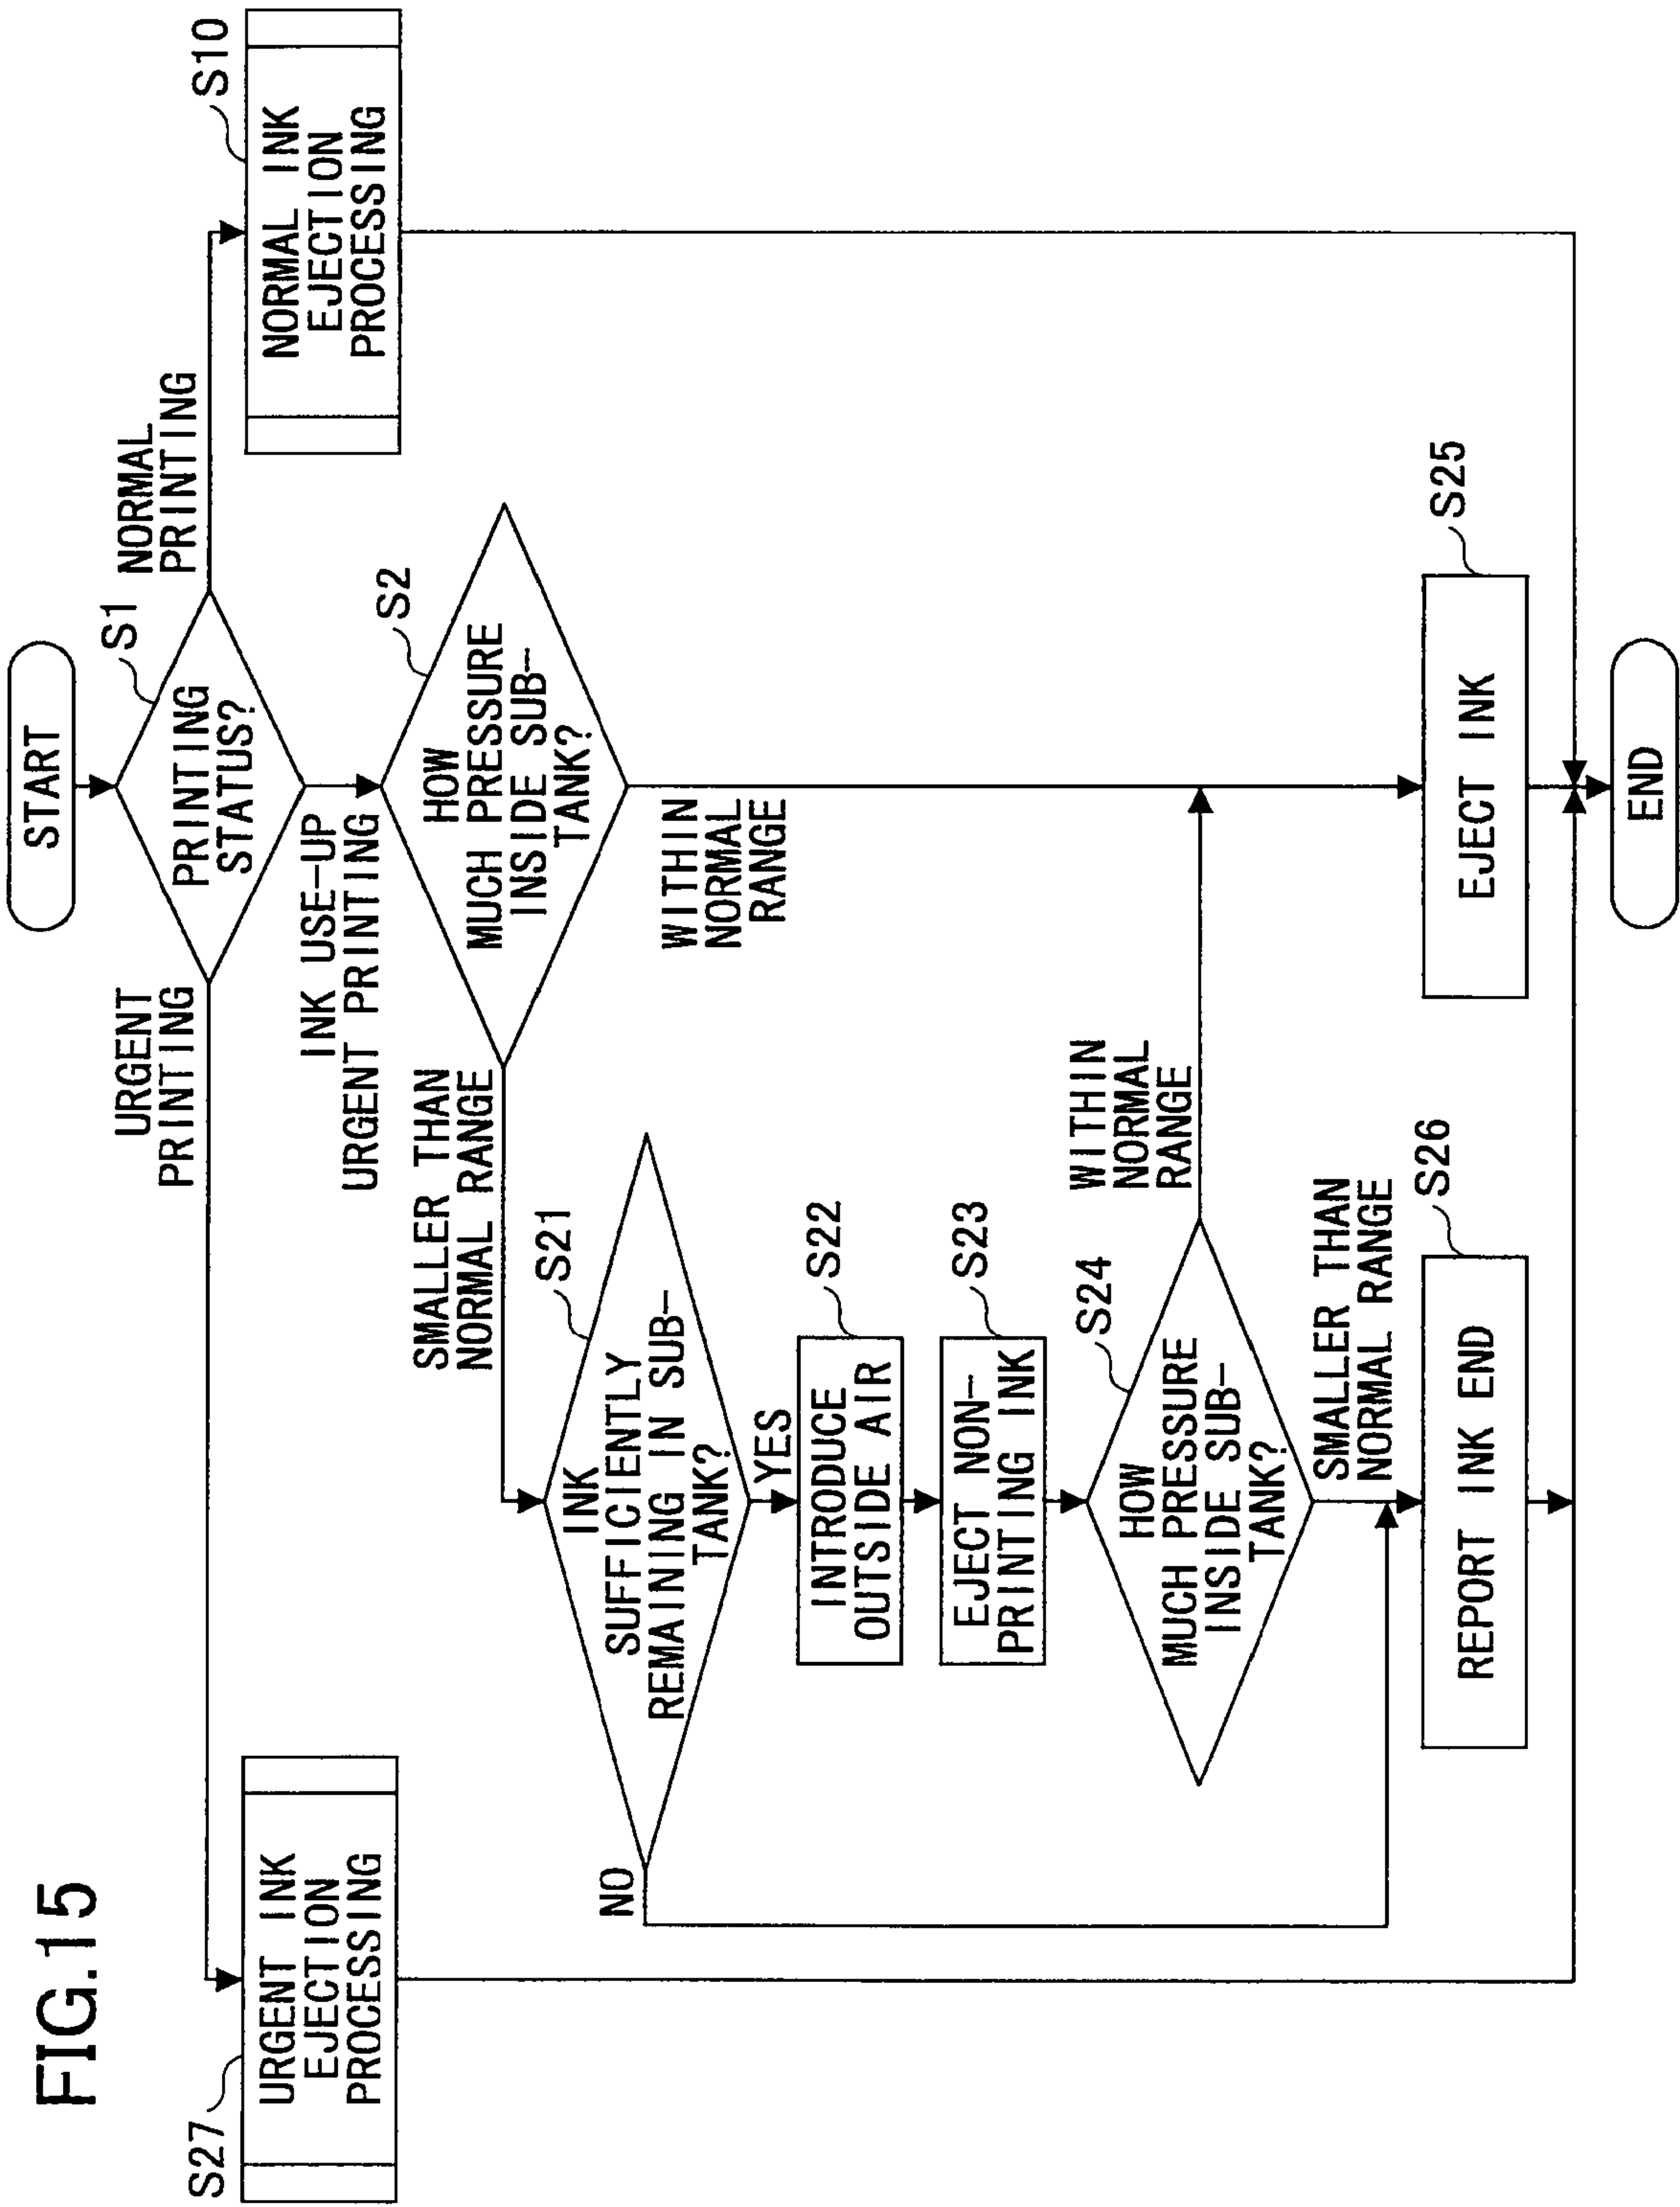 FIG.15
START
S1
PRINTING
STATUS?
URGENT
PRINTING
NORMAL
PRINTING
S27
URGENT INK
EJECTION
PROCESSING
INK USE-UP
URGENT PRINTING
S10
NORMAL INK
EJECTION
PROCESSING
S2
HOW
MUCH PRESSURE
INSIDE SUB-
TANK?
SMALLER THAN
NORMAL RANGE
WITHIN
NORMAL
RANGE
S21
INK
SUFFICIENTLY
REMAINING IN SUB-
TANK?
NO
YES
S22
INTRODUCE
OUTSIDE AIR
S23
EJECT NON-
PRINTING INK
S24
HOW
MUCH PRESSURE
INSIDE SUB-
TANK?
WITHIN
NORMAL
RANGE
SMALLER THAN
NORMAL RANGE
S26
REPORT INK END
S25
EJECT INK
END